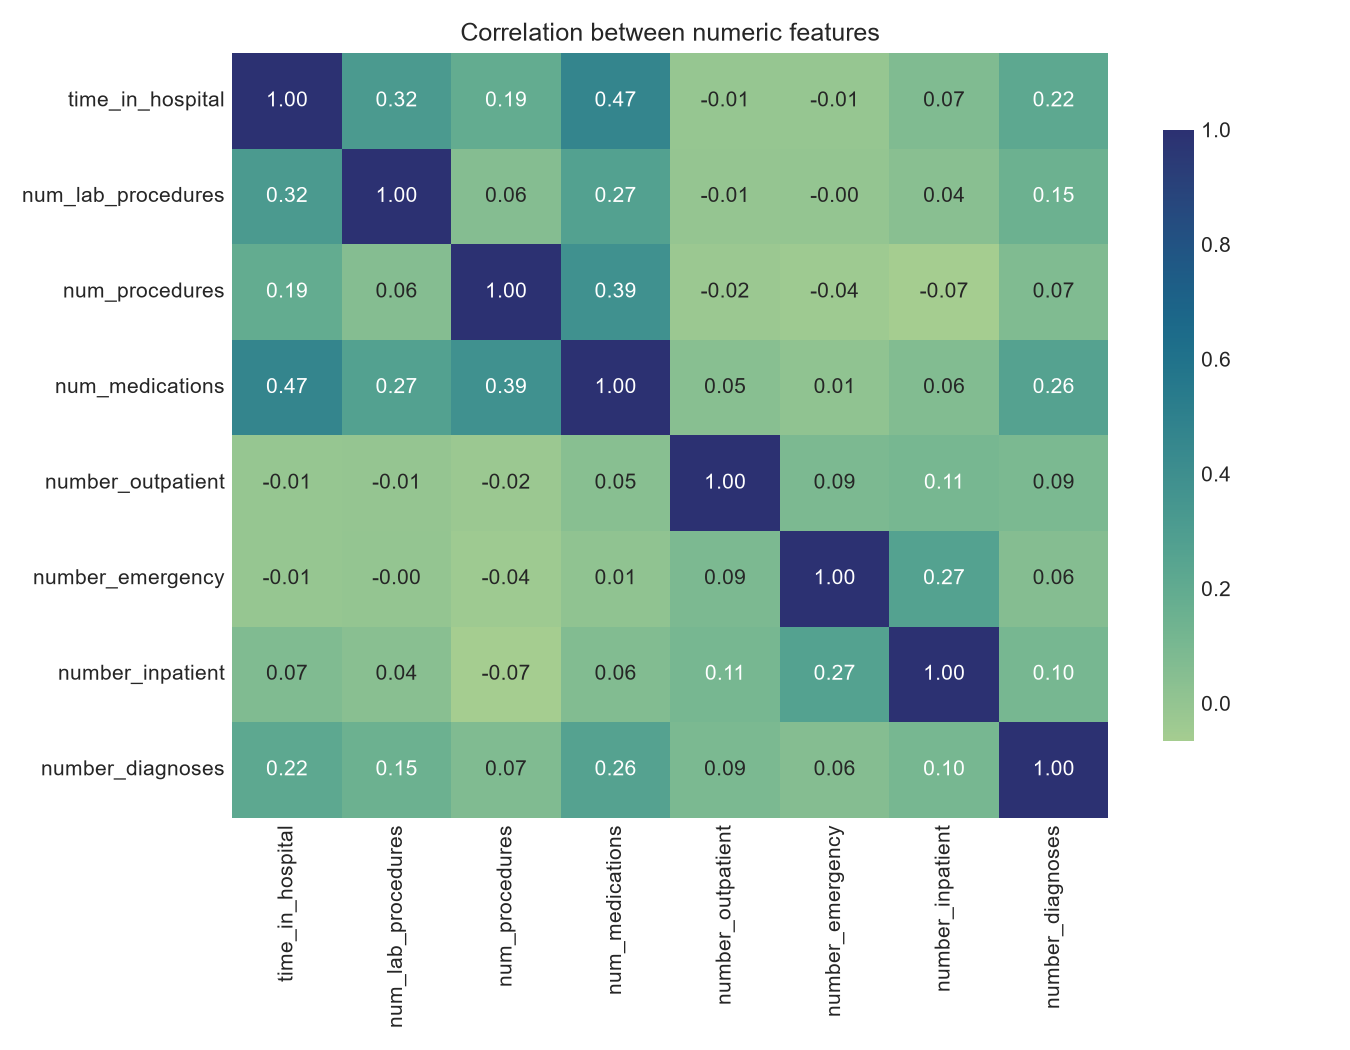 Correlation between numeric features
time_in_hospital 1.00 0.32 0.19 0.47 -0.01 -0.01 0.07 0.22
num_lab_procedures 0.32 1.00 0.06 0.27 -0.01 -0.00 0.04 0.15
num_procedures 0.19 0.06 1.00 0.39 -0.02 -0.04 -0.07 0.07
num_medications 0.47 0.27 0.39 1.00 0.05 0.01 0.06 0.26
number_outpatient -0.01 -0.01 -0.02 0.05 1.00 0.09 0.11 0.09
number_emergency -0.01 -0.00 -0.04 0.01 0.09 1.00 0.27 0.06
number_inpatient 0.07 0.04 -0.07 0.06 0.11 0.27 1.00 0.10
number_diagnoses 0.22 0.15 0.07 0.26 0.09 0.06 0.10 1.00
time_in_hospital
num_lab_procedures
num_procedures
num_medications
number_outpatient
number_emergency
number_inpatient
number_diagnoses
1.0
0.8
0.6
0.4
0.2
0.0